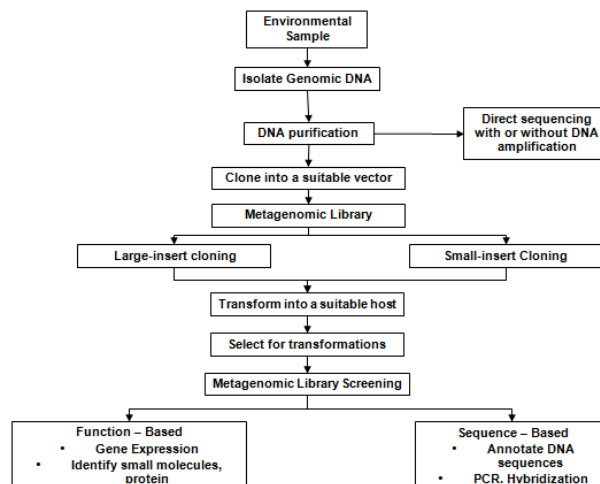 Environmental
Sample
Isolate Genomic DNA
DNA purification
Direct sequencing
with or without DNA
amplification
Clone into a suitable vector
Metagenomic Library
Large-insert cloning
Small-insert Cloning
Transform into a suitable host
Select for transformations
Metagenomic Library Screening
Function – Based
• Gene Expression
• Identify small molecules,
protein
Sequence – Based
• Annotate DNA
sequences
• PCR, Hybridization